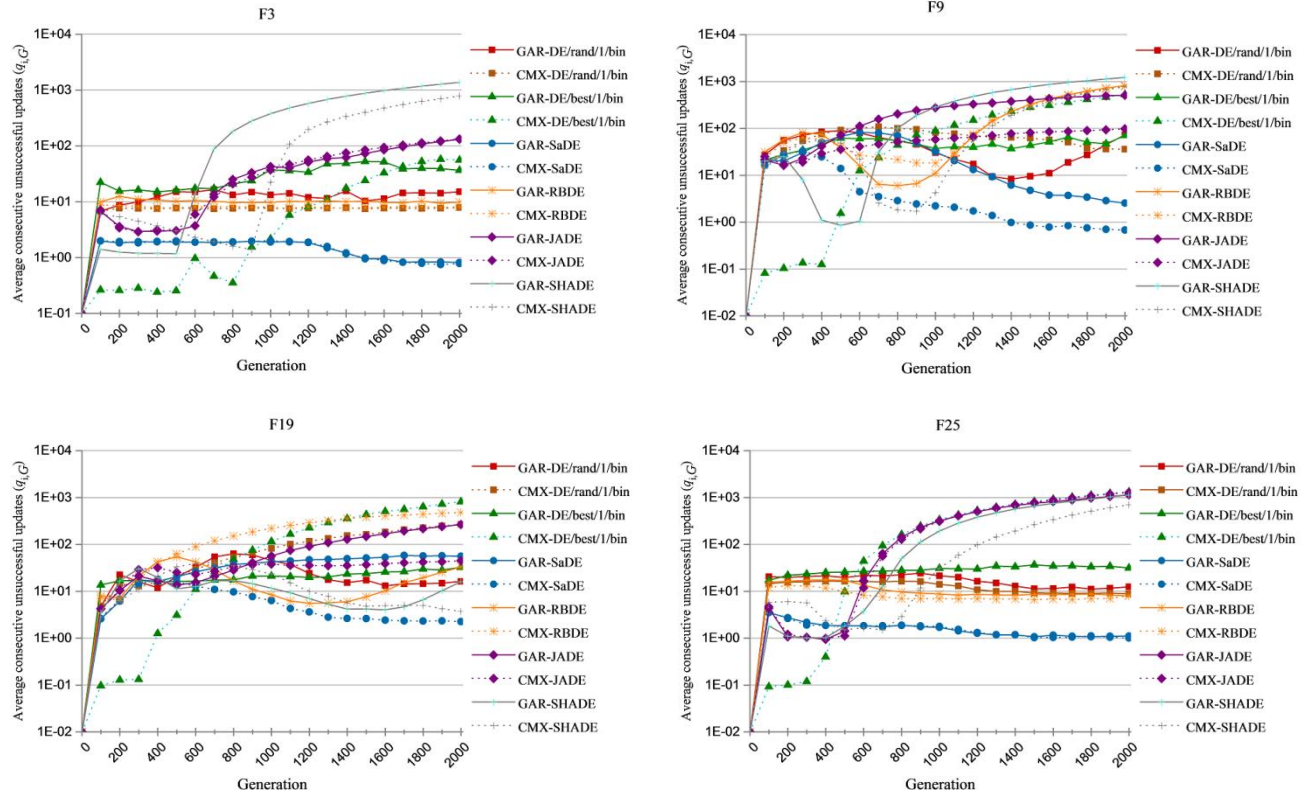 F3
Average consecutive unsuccessful updates (qi,G)
1E+04
1E+03
1E+02
1E+01
1E+00
1E-01
0 200 400 600 800 1000 1200 1400 1600 1800 2000
Generation
GAR-DE/rand/1/bin
CMX-DE/rand/1/bin
GAR-DE/best/1/bin
CMX-DE/best/1/bin
GAR-SaDE
CMX-SaDE
GAR-RBDE
CMX-RBDE
GAR-JADE
CMX-JADE
GAR-SHADE
CMX-SHADE
F9
Average consecutive unsuccessful updates (qi,G)
1E+04
1E+03
1E+02
1E+01
1E+00
1E-01
1E-02
0 200 400 600 800 1000 1200 1400 1600 1800 2000
Generation
GAR-DE/rand/1/bin
CMX-DE/rand/1/bin
GAR-DE/best/1/bin
CMX-DE/best/1/bin
GAR-SaDE
CMX-SaDE
GAR-RBDE
CMX-RBDE
GAR-JADE
CMX-JADE
GAR-SHADE
CMX-SHADE
F19
Average consecutive unsuccessful updates (qi,G)
1E+04
1E+03
1E+02
1E+01
1E+00
1E-01
1E-02
0 200 400 600 800 1000 1200 1400 1600 1800 2000
Generation
GAR-DE/rand/1/bin
CMX-DE/rand/1/bin
GAR-DE/best/1/bin
CMX-DE/best/1/bin
GAR-SaDE
CMX-SaDE
GAR-RBDE
CMX-RBDE
GAR-JADE
CMX-JADE
GAR-SHADE
CMX-SHADE
F25
Average consecutive unsuccessful updates (qi,G)
1E+04
1E+03
1E+02
1E+01
1E+00
1E-01
1E-02
0 200 400 600 800 1000 1200 1400 1600 1800 2000
Generation
GAR-DE/rand/1/bin
CMX-DE/rand/1/bin
GAR-DE/best/1/bin
CMX-DE/best/1/bin
GAR-SaDE
CMX-SaDE
GAR-RBDE
CMX-RBDE
GAR-JADE
CMX-JADE
GAR-SHADE
CMX-SHADE